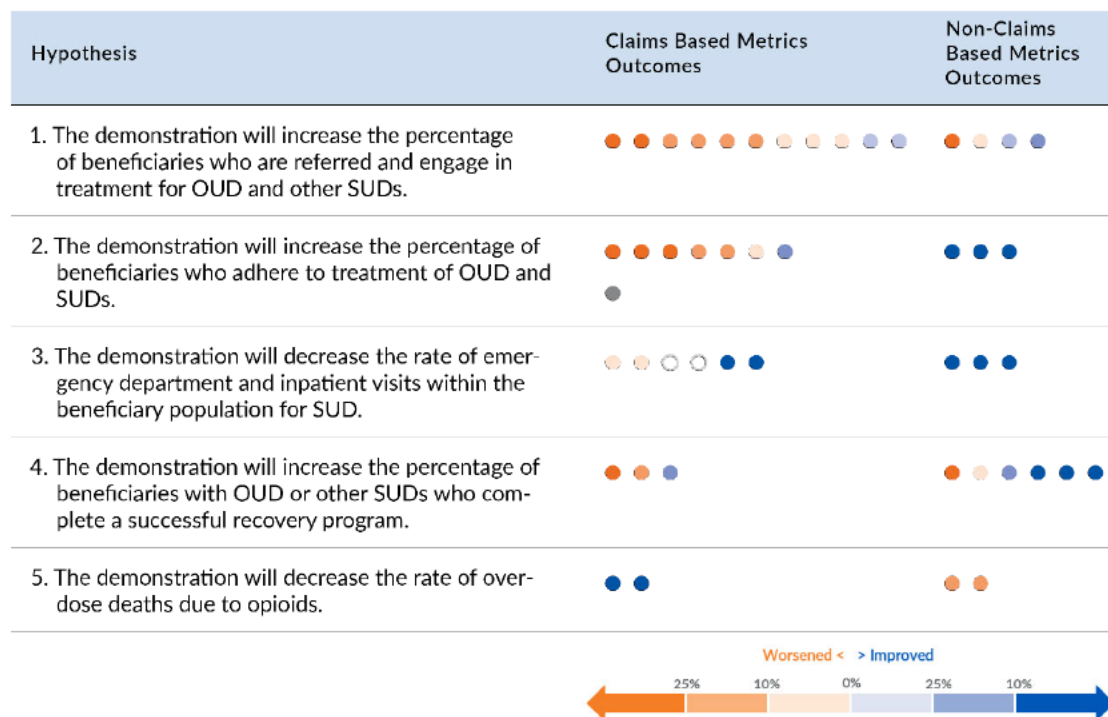 Hypothesis
Claims Based Metrics
Outcomes
Non-Claims
Based Metrics
Outcomes
1. The demonstration will increase the percentage
of beneficiaries who are referred and engage in
treatment for OUD and other SUDs.
2. The demonstration will increase the percentage of
beneficiaries who adhere to treatment of OUD and
SUDs.
3. The demonstration will decrease the rate of emer-
gency department and inpatient visits within the
beneficiary population for SUD.
4. The demonstration will increase the percentage of
beneficiaries with OUD or other SUDs who com-
plete a successful recovery program.
5. The demonstration will decrease the rate of over-
dose deaths due to opioids.
Worsened < > Improved
25% 10% 0% 25% 10%